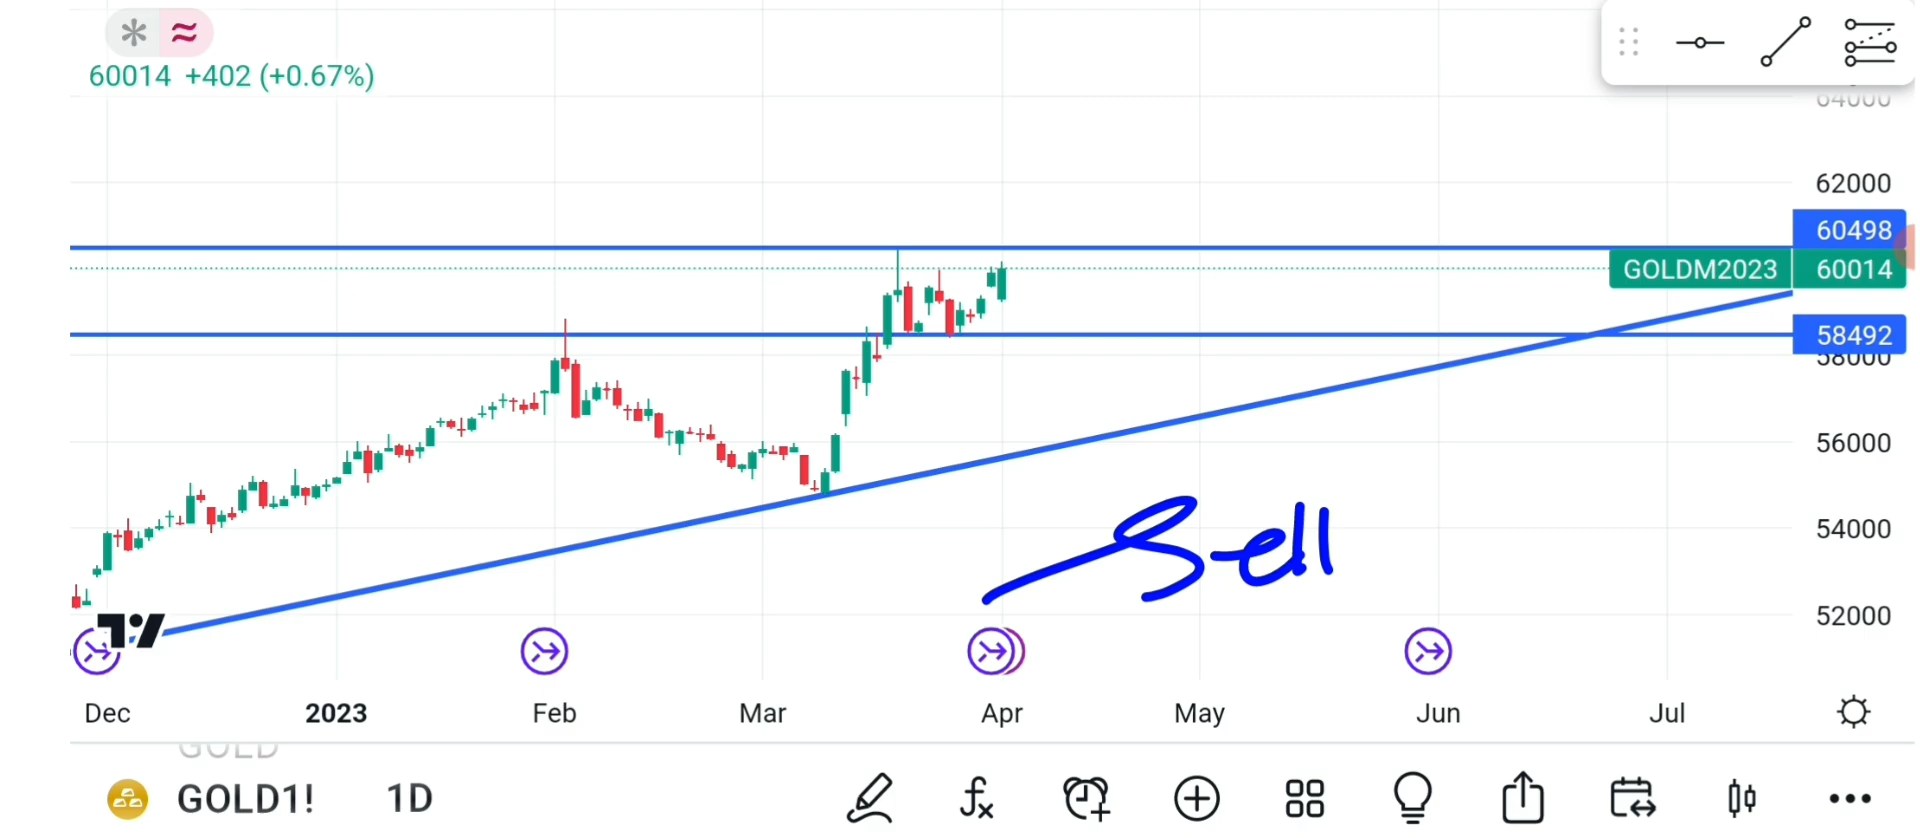 60014 +402 (+0.67%)
64000
62000
60498
GOLDM2023 60014
58492
58000
56000
54000
Sell
52000
Dec 2023 Feb Mar Apr May Jun Jul
GOLD
GOLD1! 1D